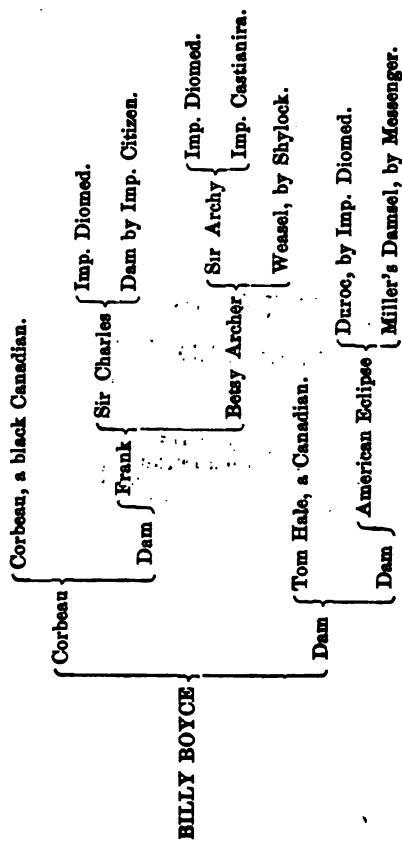 Corbeau, a black Canadian.
Corbeau
Imp. Diomed.
Sir Charles
Dam by Imp. Citizen.
Frank
Dam
Imp. Diomed.
Sir Archy
Imp. Castianira.
Betsy Archer
Weasel, by Shylock.
BILLY BOYCE
Tom Hale, a Canadian.
Dam
Duroc, by Imp. Diomed.
American Eclipse
Dam
Miller's Damsel, by Messenger.